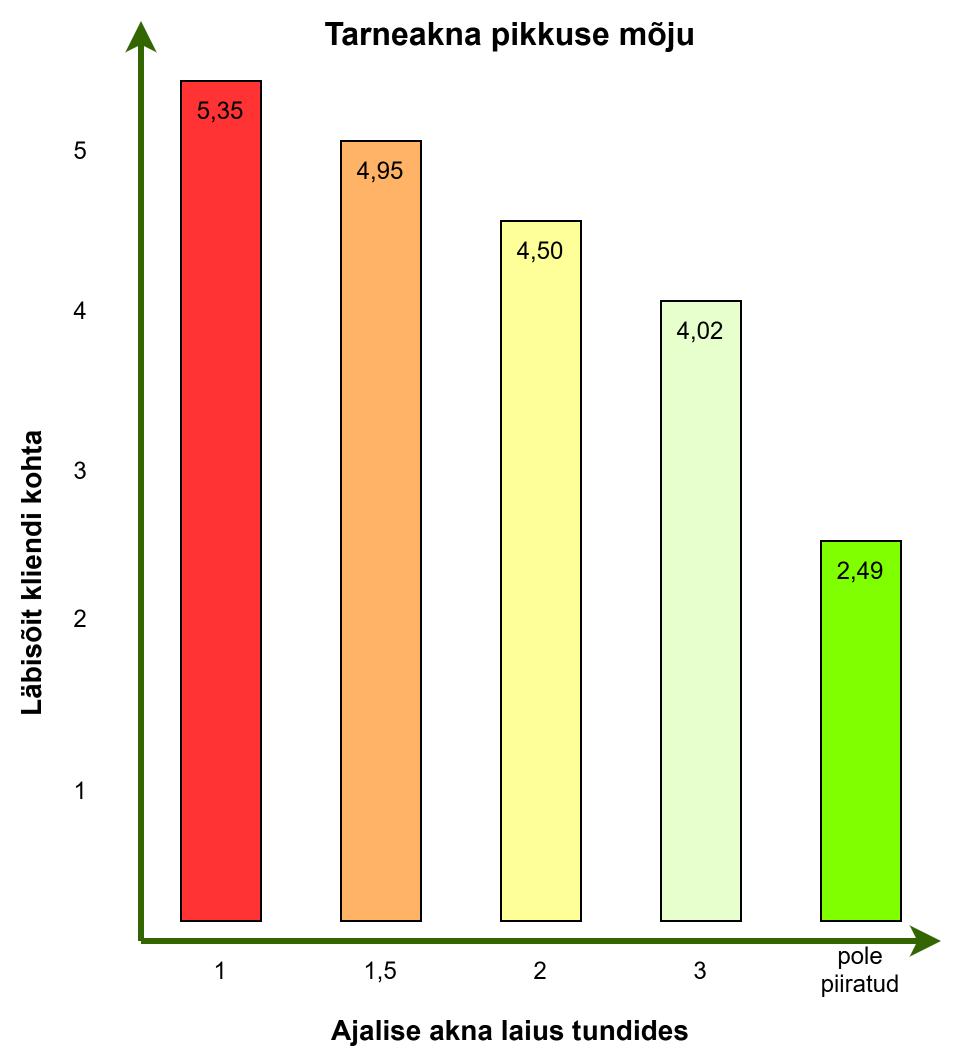 Tarneakna pikkuse mõju
5,35
4,95
4,50
4,02
2,49
5
4
3
2
1
Läbisõit kliendi kohta
1
1,5
2
3
pole
piiratud
Ajalise akna laius tundides